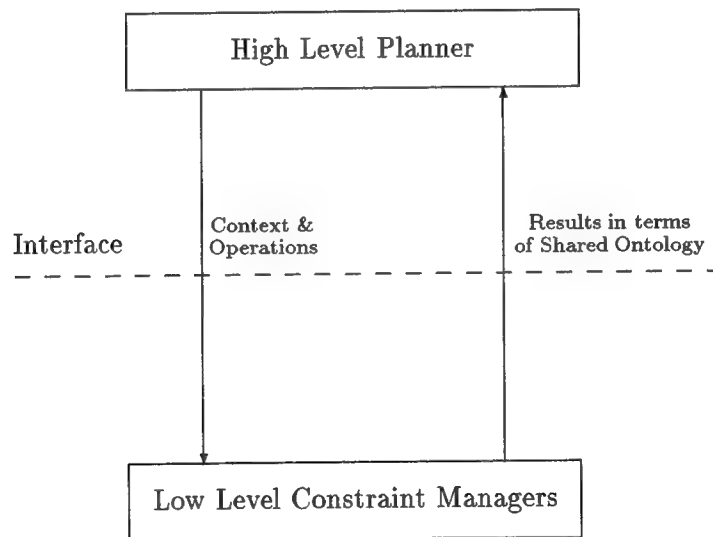 High Level Planner
Interface
Context &
Operations
Results in terms
of Shared Ontology
Low Level Constraint Managers